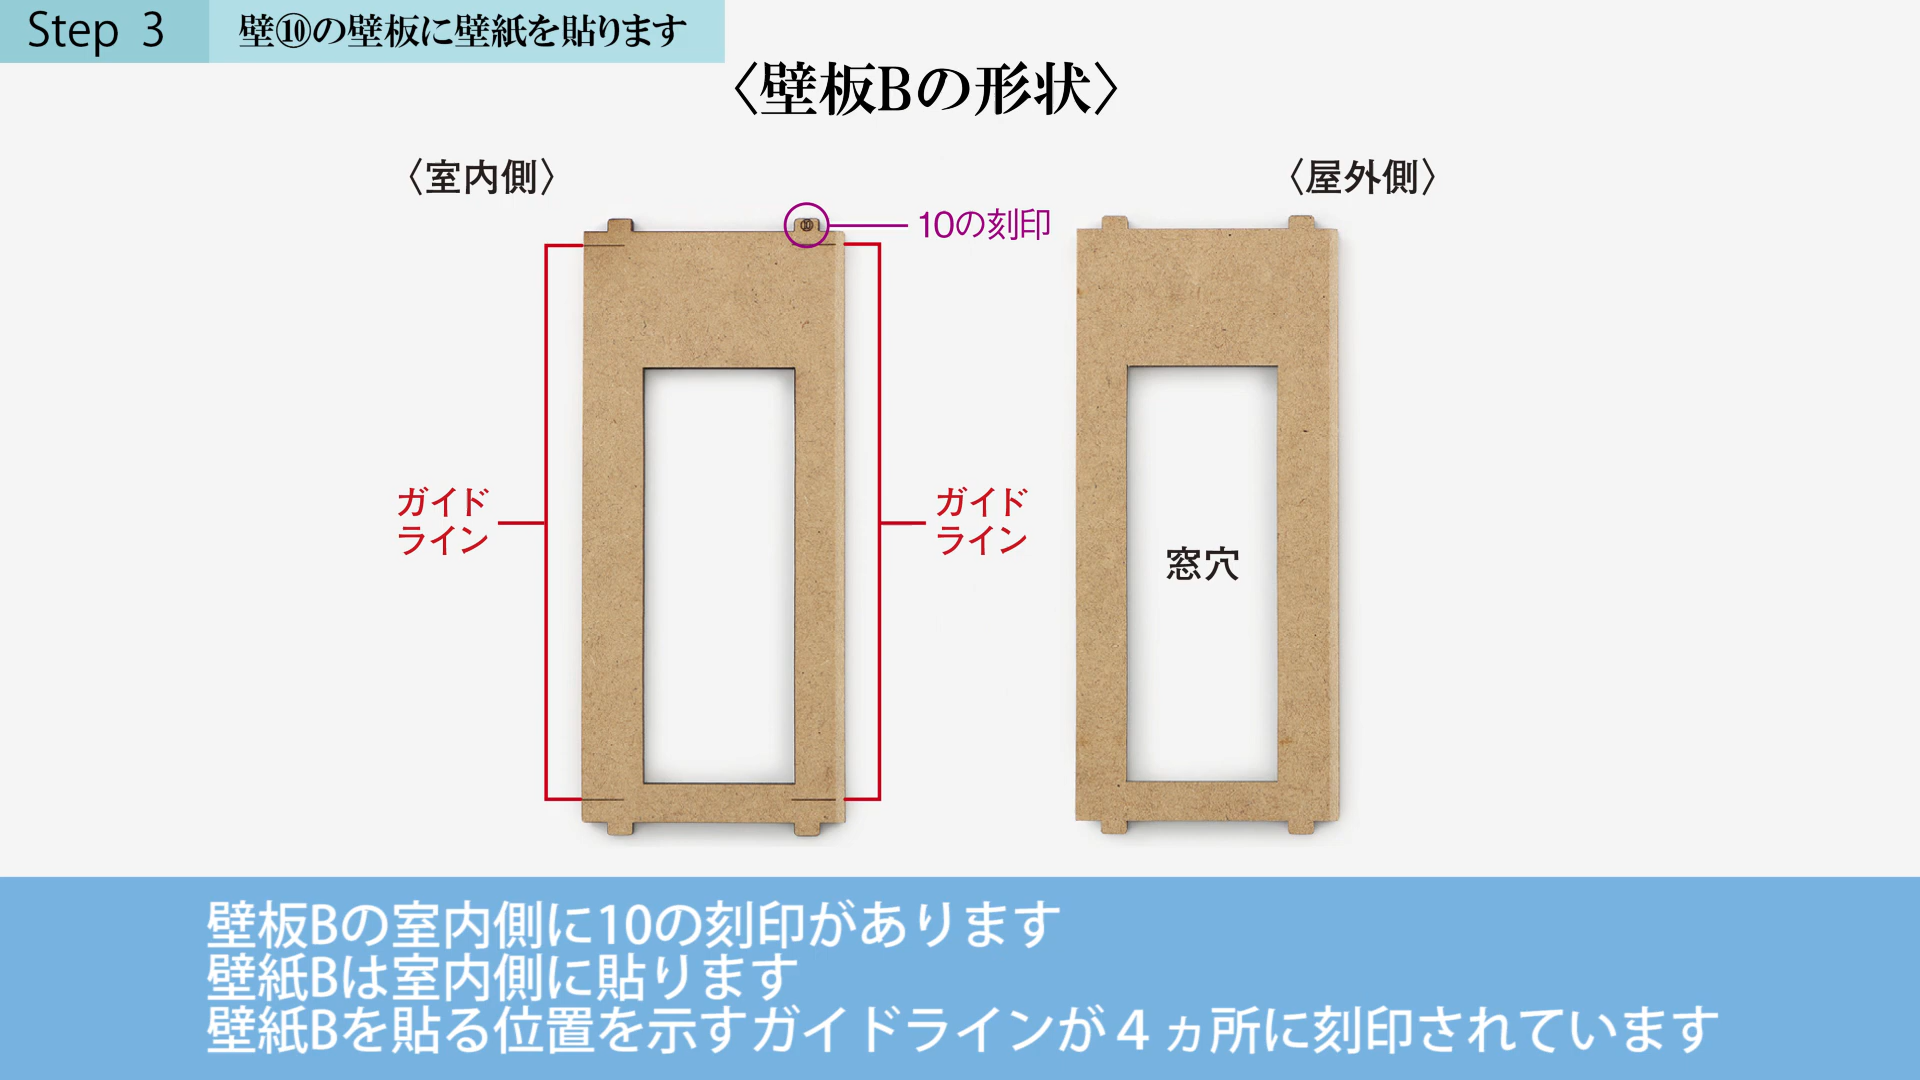 Step 3
壁⑩の壁板に壁紙を貼ります
〈壁板Bの形状〉
〈室内側〉
〈屋外側〉
⑩
10の刻印
ガイド
ライン
ガイド
ライン
窓穴
壁板Bの室内側に10の刻印があります
壁紙Bは室内側に貼ります
壁紙Bを貼る位置を示すガイドラインが４ヵ所に刻印されています